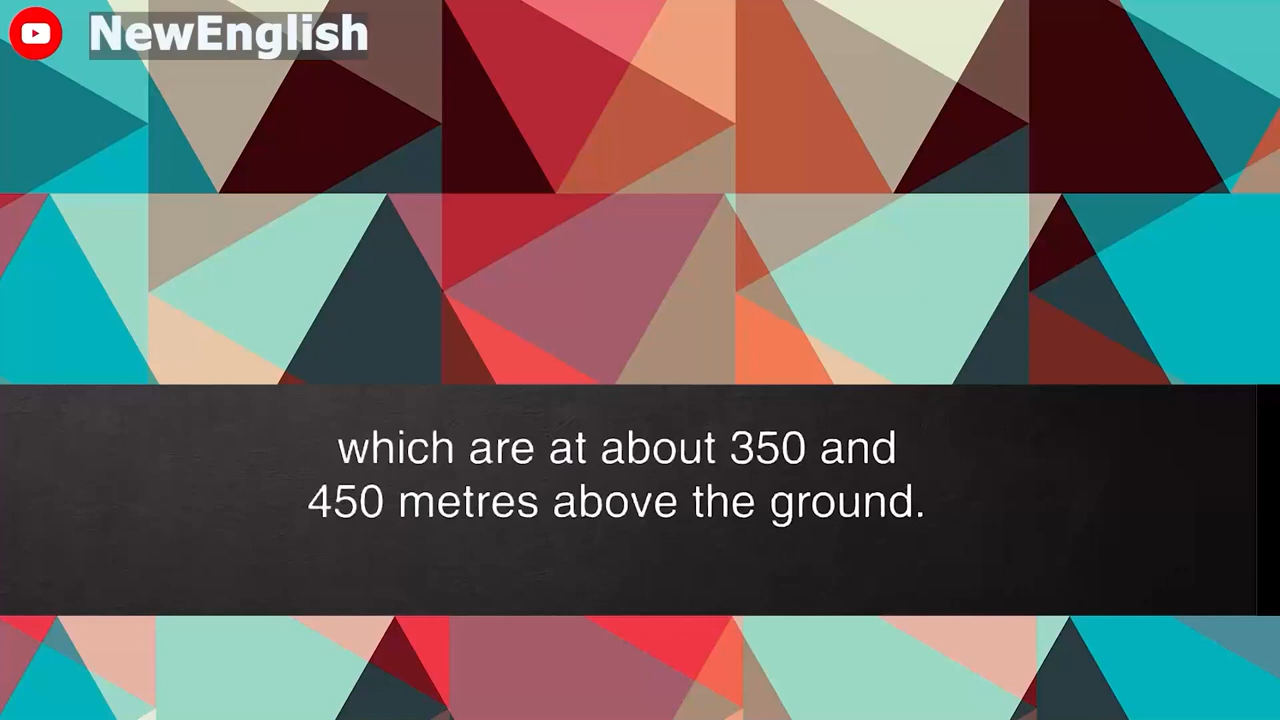 NewEnglish
which are at about 350 and
450 metres above the ground.